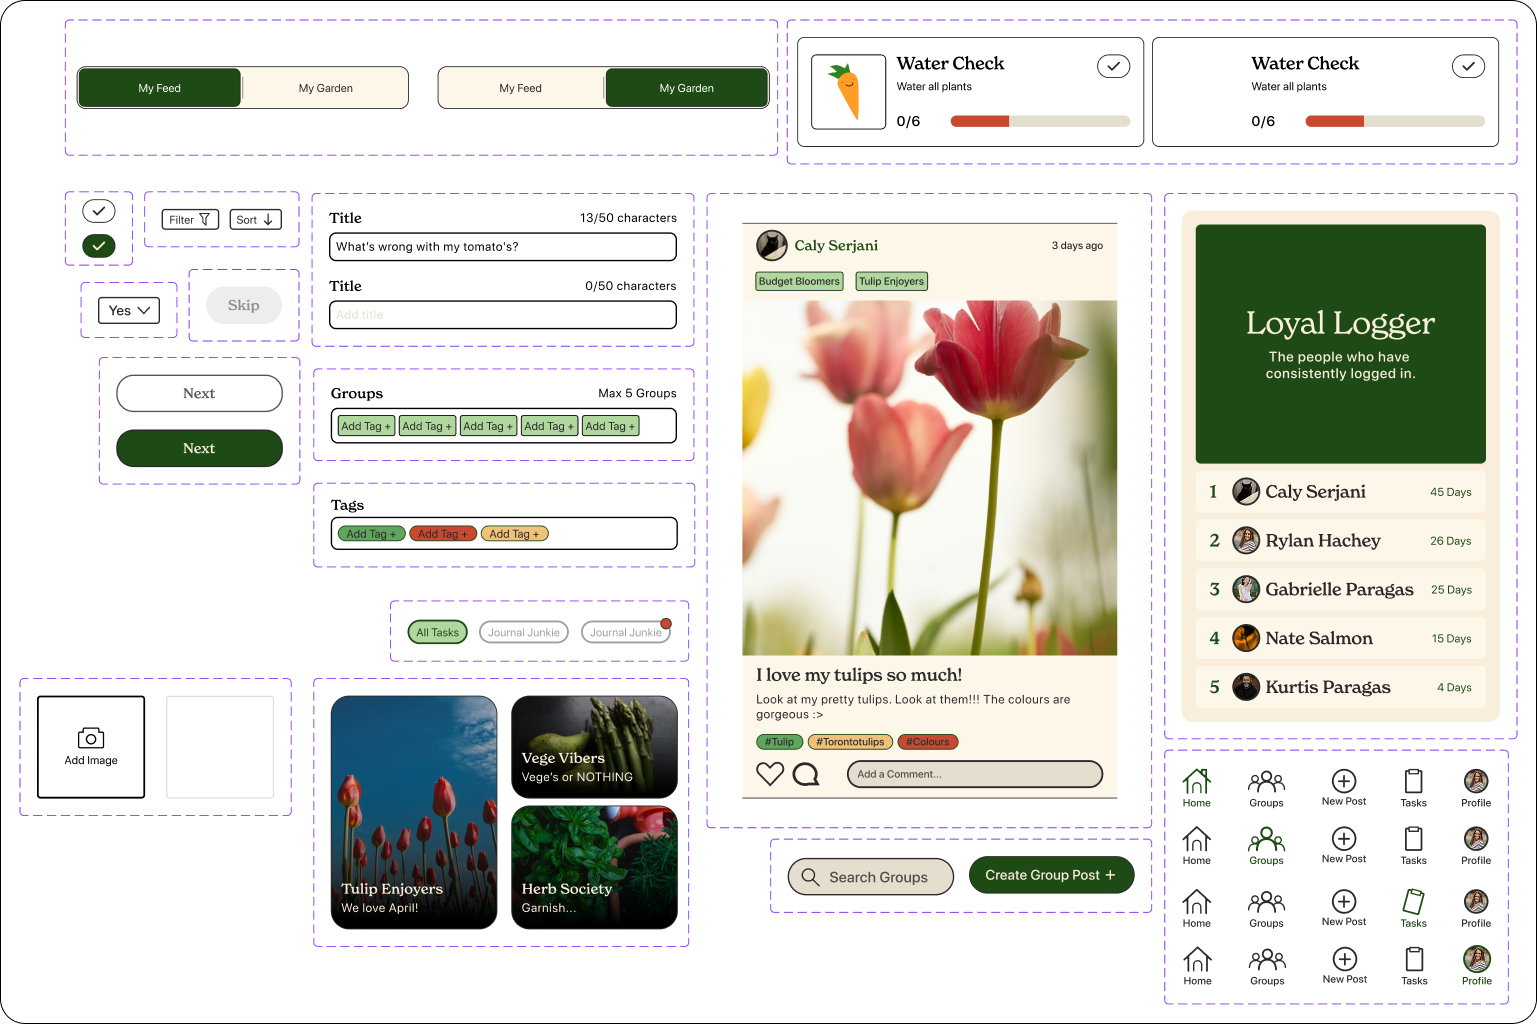 My Feed
My Garden
My Feed
My Garden
Water Check
Water all plants
0/6
Water Check
Water all plants
0/6
Filter
Sort
Yes
Skip
Next
Next
Title
13/50 characters
What's wrong with my tomato's?
Title
0/50 characters
Add title
Groups
Max 5 Groups
Add Tag +
Add Tag +
Add Tag +
Add Tag +
Add Tag +
Tags
Add Tag +
Add Tag +
Add Tag +
All Tasks
Journal Junkie
Journal Junkie
Add Image
Tulip Enjoyers
We love April!
Vege Vibers
Vege's or NOTHING
Herb Society
Garnish...
Caly Serjani
3 days ago
Budget Bloomers
Tulip Enjoyers
I love my tulips so much!
Look at my pretty tulips. Look at them!!! The colours are
gorgeous :>
#Tulip
#Torontotulips
#Colours
Add a Comment...
Search Groups
Create Group Post +
Loyal Logger
The people who have
consistently logged in.
1 Caly Serjani 45 Days
2 Rylan Hachey 26 Days
3 Gabrielle Paragas 25 Days
4 Nate Salmon 15 Days
5 Kurtis Paragas 4 Days
Home Groups New Post Tasks Profile
Home Groups New Post Tasks Profile
Home Groups New Post Tasks Profile
Home Groups New Post Tasks Profile